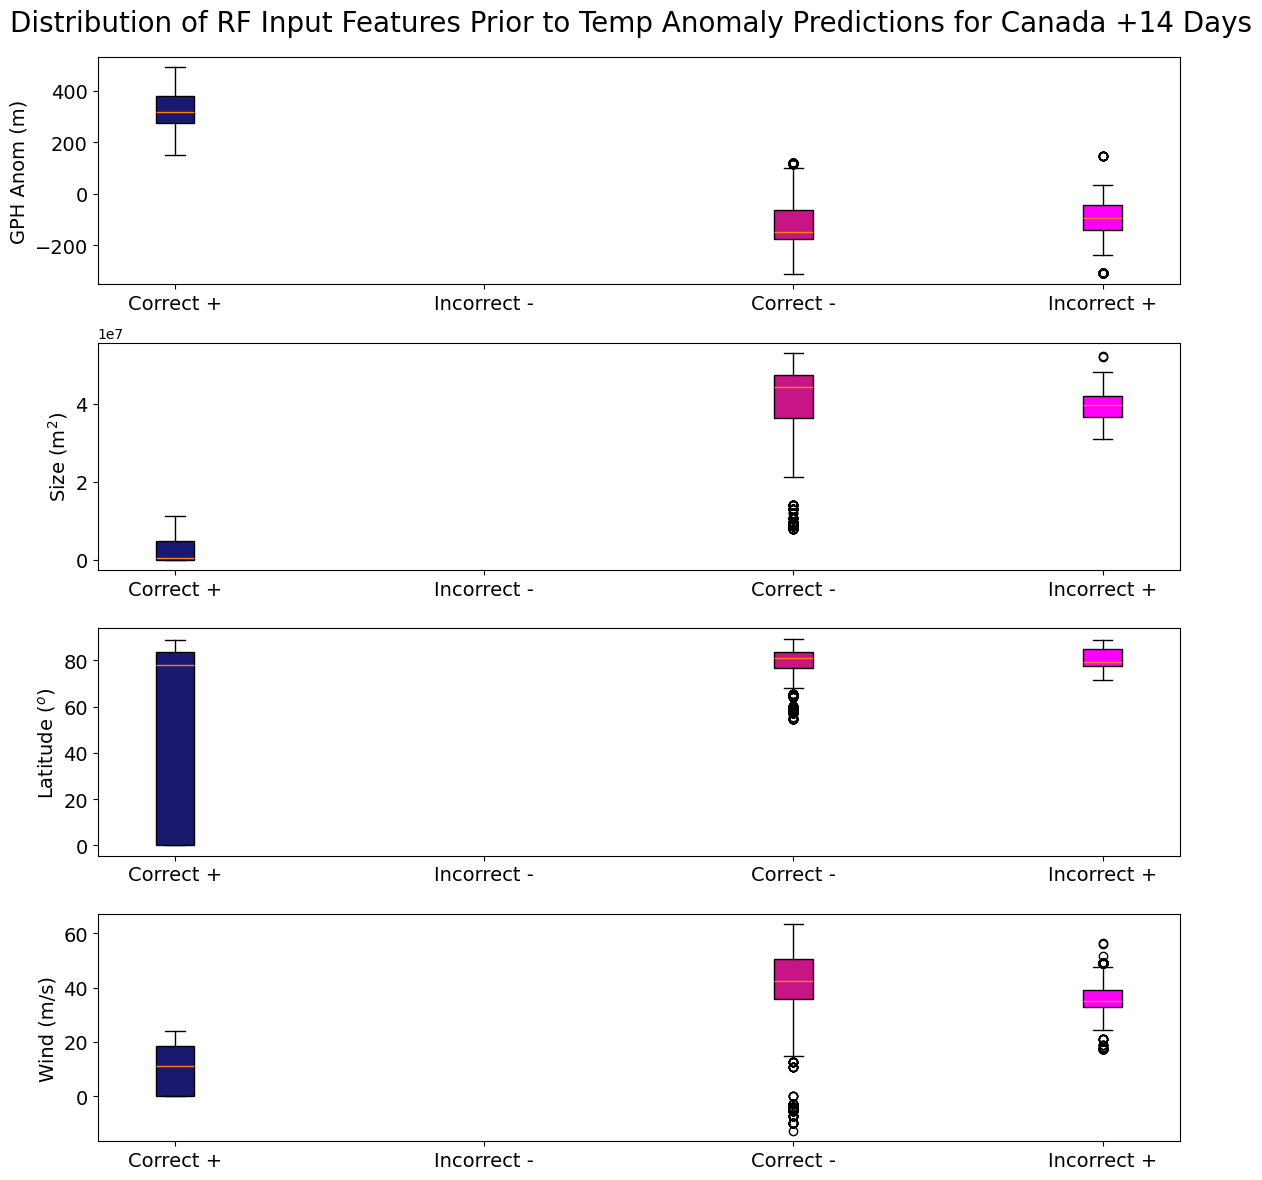 Distribution of RF Input Features Prior to Temp Anomaly Predictions for Canada +14 Days
GPH Anom (m)
400
200
0
−200
Correct +
Incorrect -
Correct -
Incorrect +
1e7
Size (m²)
4
2
0
Correct +
Incorrect -
Correct -
Incorrect +
Latitude (ᵒ)
80
60
40
20
0
Correct +
Incorrect -
Correct -
Incorrect +
Wind (m/s)
60
40
20
0
Correct +
Incorrect -
Correct -
Incorrect +